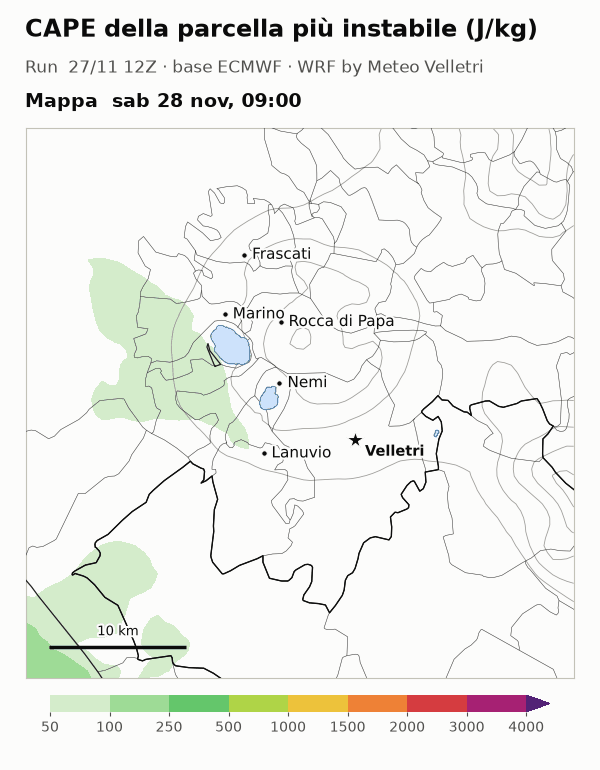 CAPE della parcella più instabile (J/kg)
Run  27/11 12Z · base ECMWF · WRF by Meteo Velletri
Mappa  sab 28 nov, 09:00
Frascati
Marino
Rocca di Papa
Nemi
Velletri
Lanuvio
10 km
50 100 250 500 1000 1500 2000 3000 4000